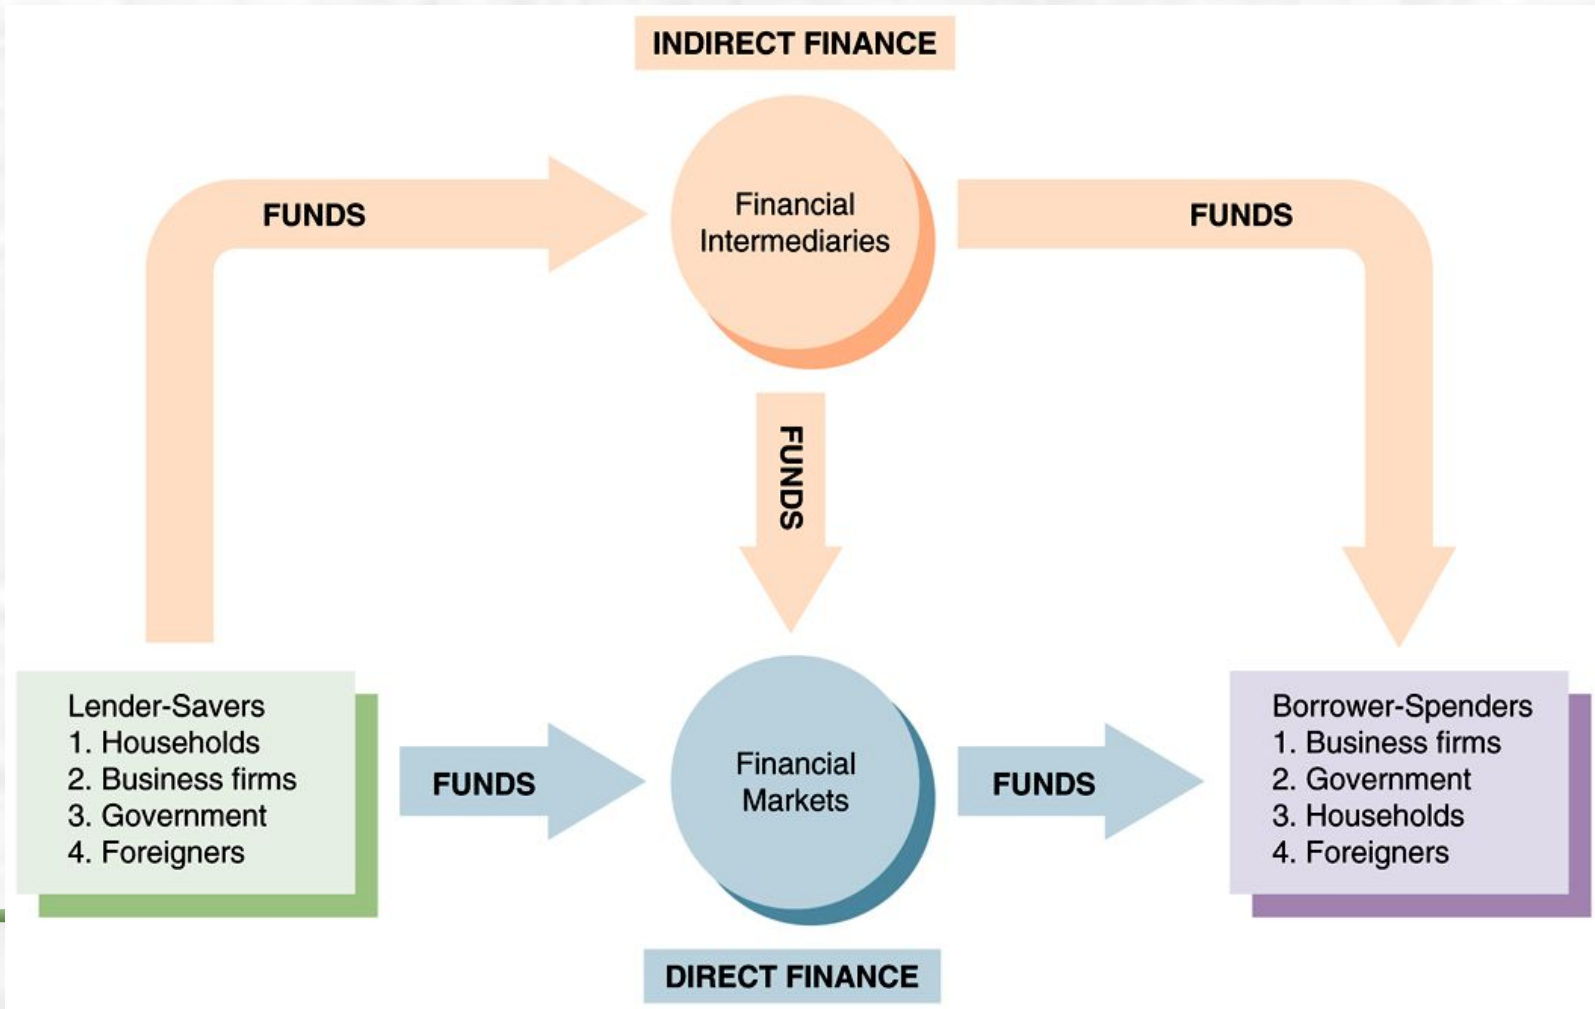 INDIRECT FINANCE
FUNDS
Financial
Intermediaries
FUNDS
FUNDS
Lender-Savers
1. Households
2. Business firms
3. Government
4. Foreigners
FUNDS
Financial
Markets
FUNDS
Borrower-Spenders
1. Business firms
2. Government
3. Households
4. Foreigners
DIRECT FINANCE